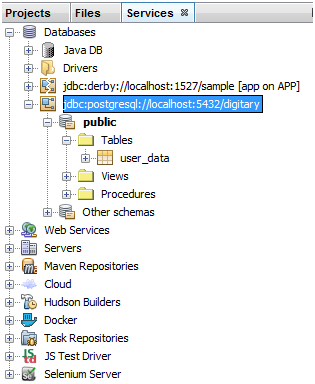 Projects Files Services
Databases
Java DB
Drivers
jdbc:derby://localhost:1527/sample [app on APP]
jdbc:postgresql://localhost:5432/digitary
public
Tables
user_data
Views
Procedures
Other schemas
Web Services
Servers
Maven Repositories
Cloud
Hudson Builders
Docker
Task Repositories
JS Test Driver
Selenium Server